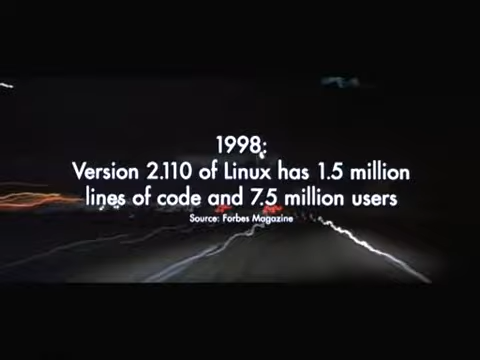 1998:
Version 2.110 of Linux has 1.5 million
lines of code and 7.5 million users
Source: Forbes Magazine